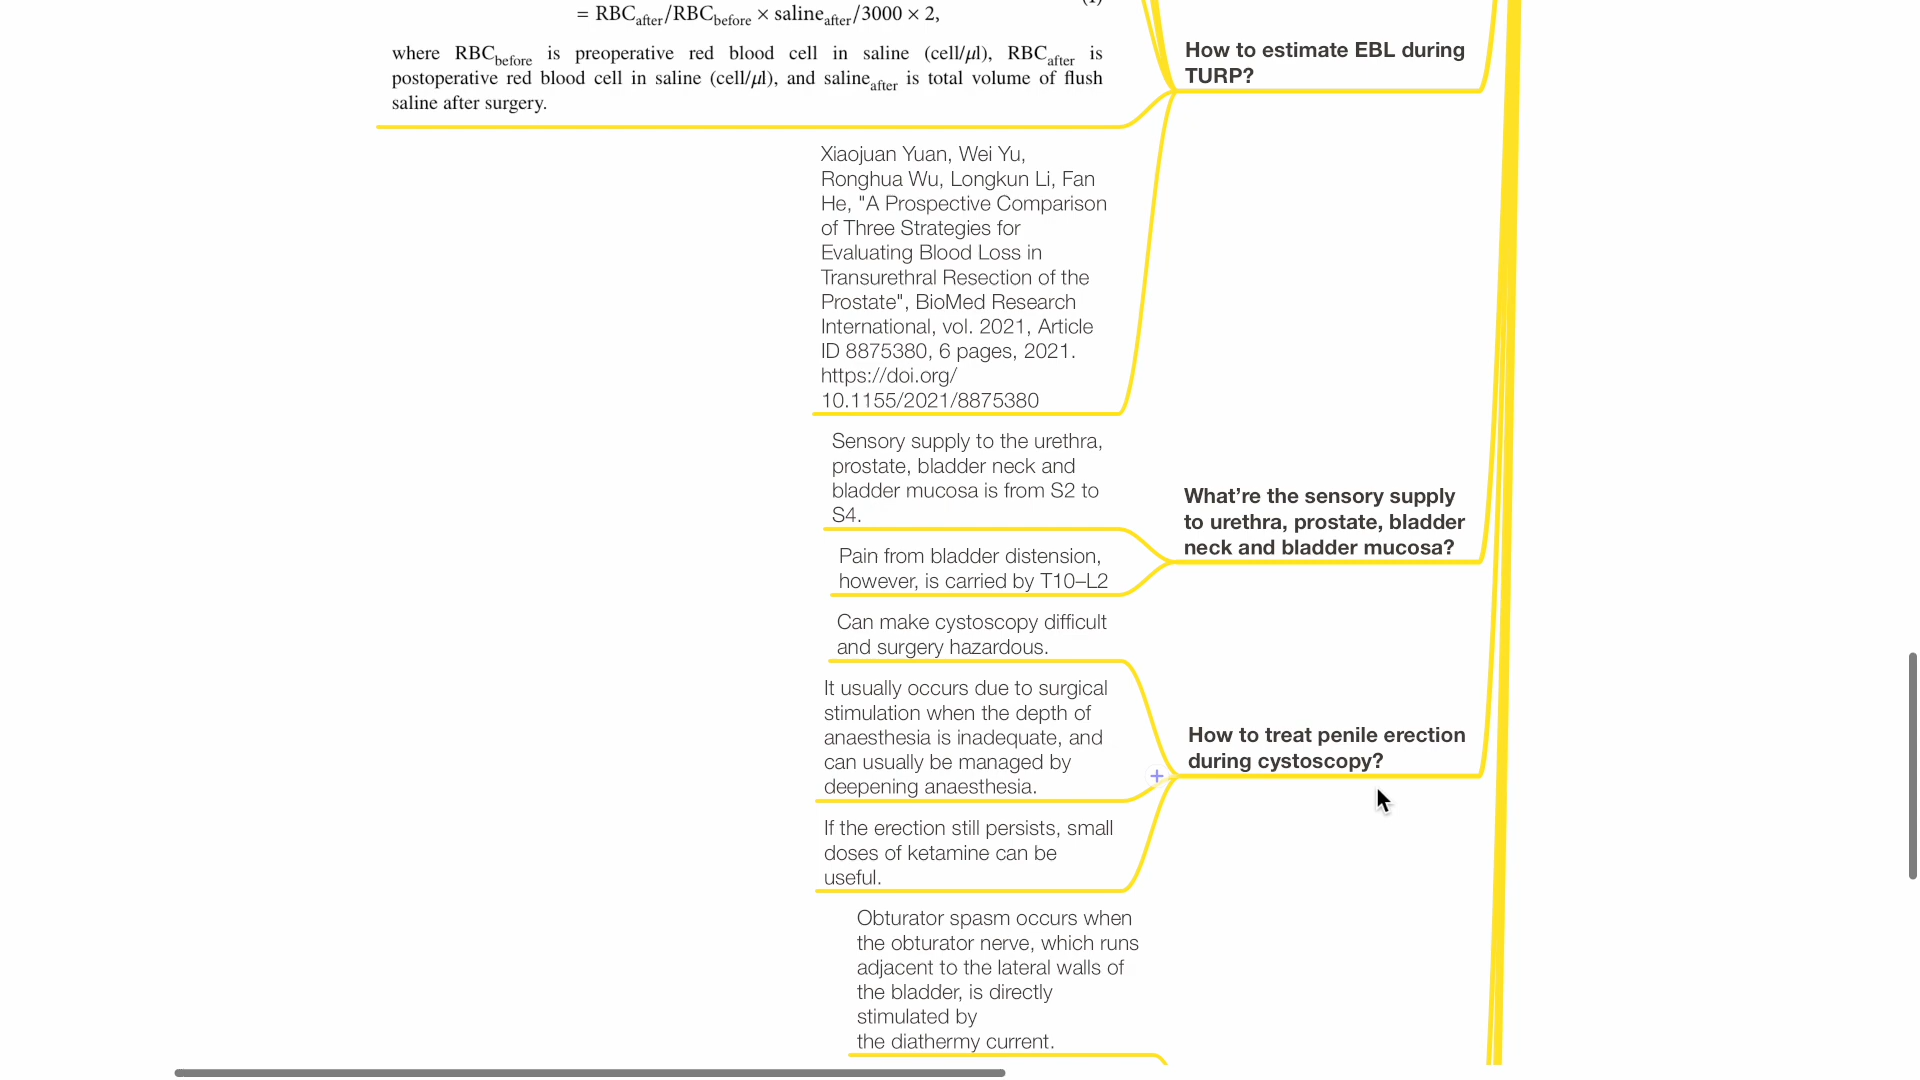 = RBCafter/RBCbefore × salineafter/3000 × 2,
where RBCbefore is preoperative red blood cell in saline (cell/μl), RBCafter is
postoperative red blood cell in saline (cell/μl), and salineafter is total volume of flush
saline after surgery.
How to estimate EBL during
TURP?
Xiaojuan Yuan, Wei Yu,
Ronghua Wu, Longkun Li, Fan
He, "A Prospective Comparison
of Three Strategies for
Evaluating Blood Loss in
Transurethral Resection of the
Prostate", BioMed Research
International, vol. 2021, Article
ID 8875380, 6 pages, 2021.
https://doi.org/
10.1155/2021/8875380
Sensory supply to the urethra,
prostate, bladder neck and
bladder mucosa is from S2 to
S4.
Pain from bladder distension,
however, is carried by T10–L2
What’re the sensory supply
to urethra, prostate, bladder
neck and bladder mucosa?
Can make cystoscopy difficult
and surgery hazardous.
It usually occurs due to surgical
stimulation when the depth of
anaesthesia is inadequate, and
can usually be managed by
deepening anaesthesia.
If the erection still persists, small
doses of ketamine can be
useful.
How to treat penile erection
during cystoscopy?
Obturator spasm occurs when
the obturator nerve, which runs
adjacent to the lateral walls of
the bladder, is directly
stimulated by
the diathermy current.